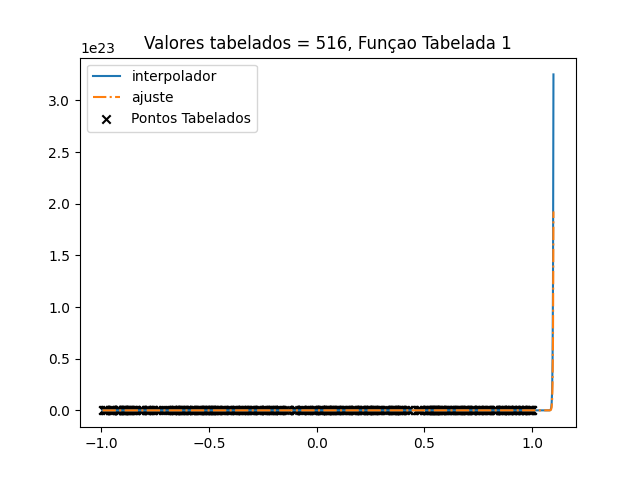 Valores tabelados = 516, Funçao Tabelada 1
1e23
interpolador
ajuste
Pontos Tabelados
3.0
2.5
2.0
1.5
1.0
0.5
0.0
−1.0 −0.5 0.0 0.5 1.0